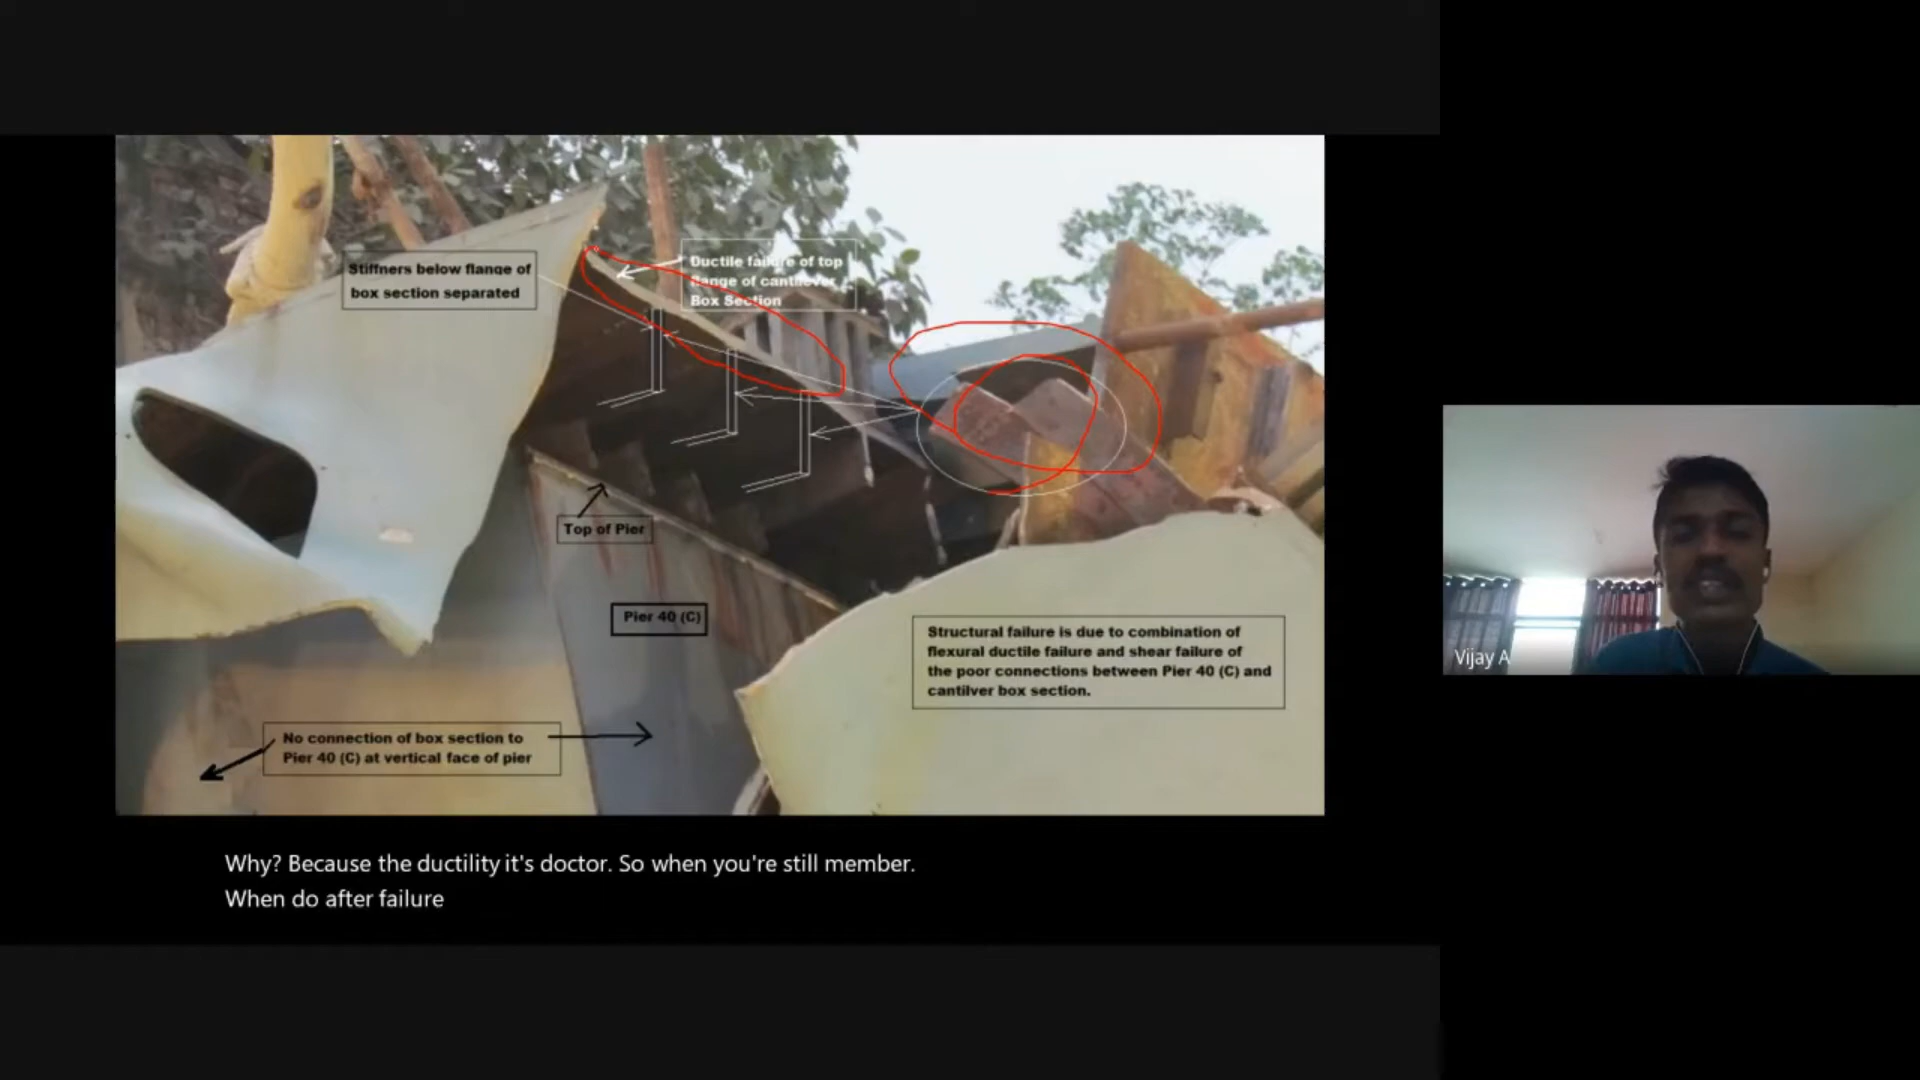 Stiffners below flange of
box section separated
Ductile failure of top
flange of cantilever
Box Section
Top of Pier
Pier 40 (C)
Structural failure is due to combination of
flexural ductile failure and shear failure of
the poor connections between Pier 40 (C) and
cantilver box section.
No connection of box section to
Pier 40 (C) at vertical face of pier
Vijay A
Why? Because the ductility it's doctor. So when you're still member.
When do after failure